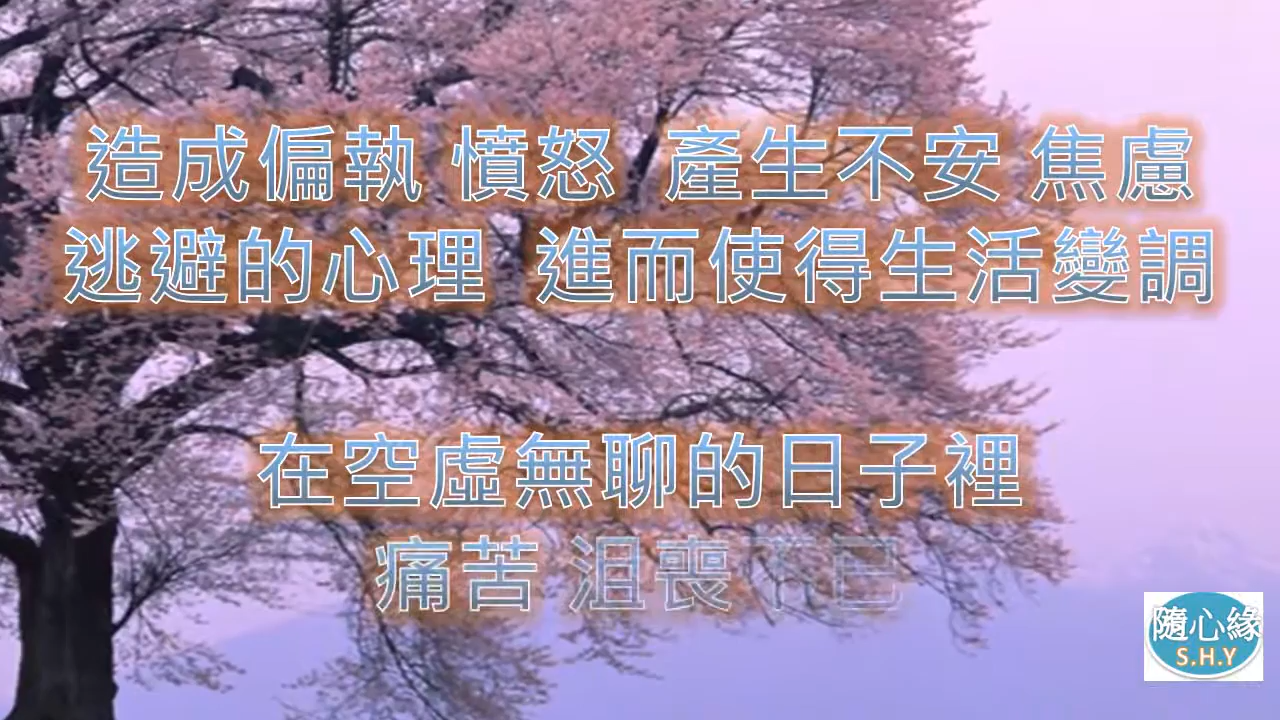 造成偏執 憤怒 產生不安 焦慮
逃避的心理 進而使得生活變調
在空虛無聊的日子裡
痛苦 沮喪不已
隨心緣
S.H.Y